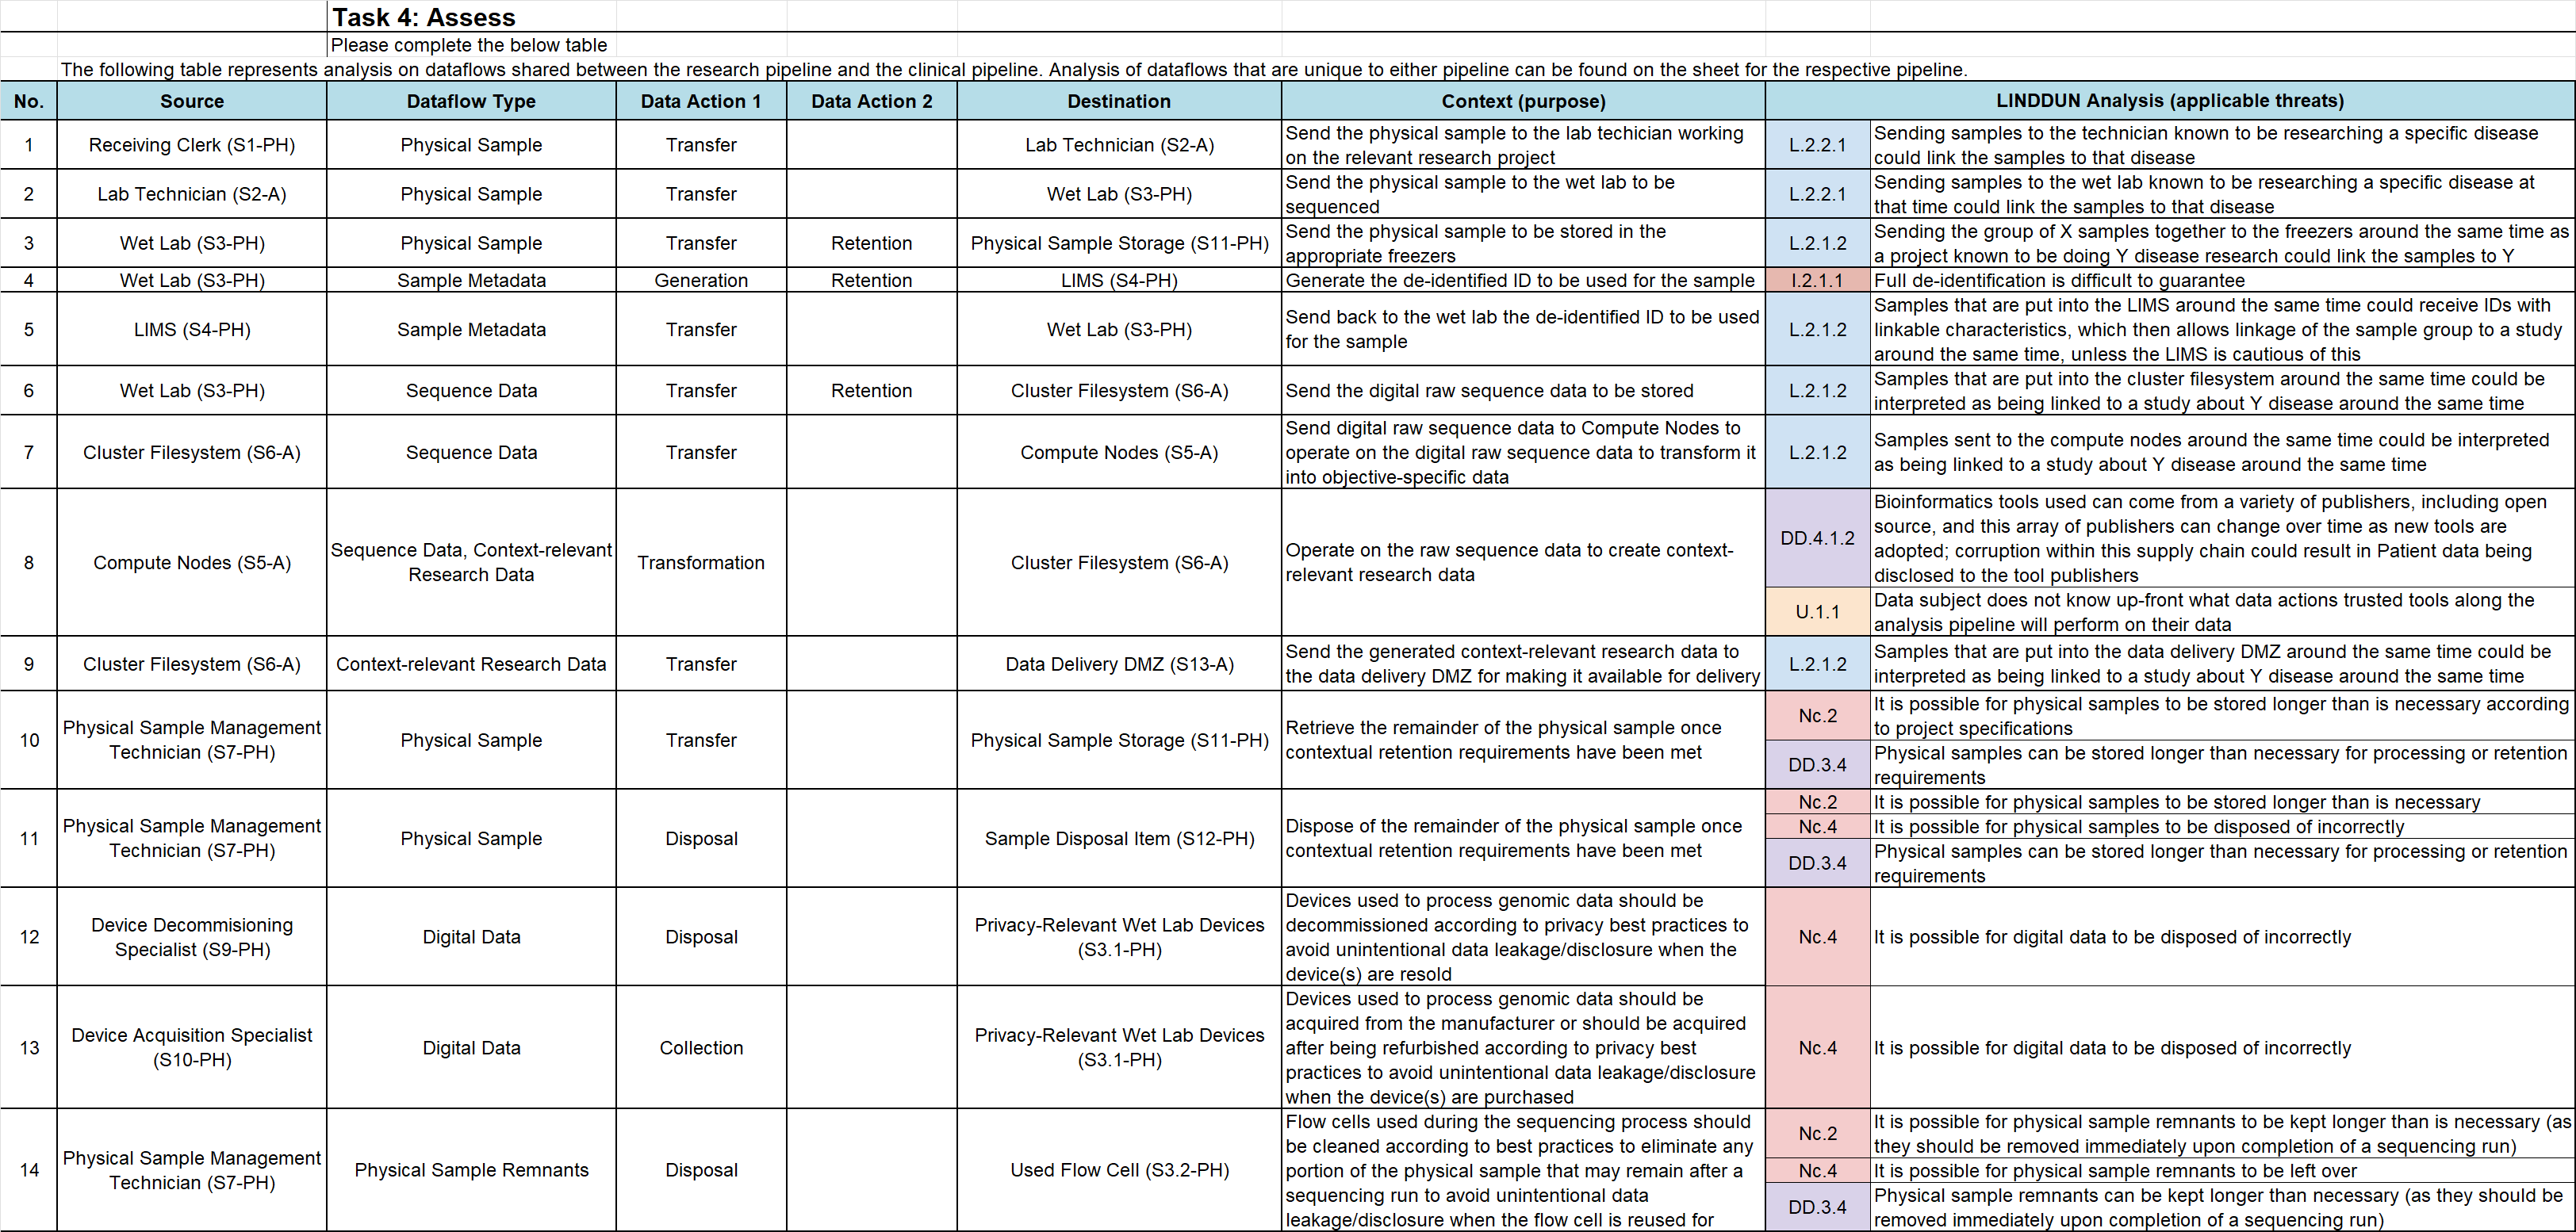 Task 4: Assess
Please complete the below table
The following table represents analysis on dataflows shared between the research pipeline and the clinical pipeline. Analysis of dataflows that are unique to either pipeline can be found on the sheet for the respective pipeline.
No. Source Dataflow Type Data Action 1 Data Action 2 Destination Context (purpose) LINDDUN Analysis (applicable threats)
1 Receiving Clerk (S1-PH) Physical Sample Transfer Lab Technician (S2-A)
Send the physical sample to the lab techician working
on the relevant research project
L.2.2.1
Sending samples to the technician known to be researching a specific disease
could link the samples to that disease
2 Lab Technician (S2-A) Physical Sample Transfer Wet Lab (S3-PH)
Send the physical sample to the wet lab to be
sequenced
L.2.2.1
Sending samples to the wet lab known to be researching a specific disease at
that time could link the samples to that disease
3 Wet Lab (S3-PH) Physical Sample Transfer Retention Physical Sample Storage (S11-PH)
Send the physical sample to be stored in the
appropriate freezers
L.2.1.2
Sending the group of X samples together to the freezers around the same time as
a project known to be doing Y disease research could link the samples to Y
4 Wet Lab (S3-PH) Sample Metadata Generation Retention LIMS (S4-PH) Generate the de-identified ID to be used for the sample I.2.1.1 Full de-identification is difficult to guarantee
5 LIMS (S4-PH) Sample Metadata Transfer Wet Lab (S3-PH)
Send back to the wet lab the de-identified ID to be used
for the sample
L.2.1.2
Samples that are put into the LIMS around the same time could receive IDs with
linkable characteristics, which then allows linkage of the sample group to a study
around the same time, unless the LIMS is cautious of this
6 Wet Lab (S3-PH) Sequence Data Transfer Retention Cluster Filesystem (S6-A) Send the digital raw sequence data to be stored L.2.1.2
Samples that are put into the cluster filesystem around the same time could be
interpreted as being linked to a study about Y disease around the same time
7 Cluster Filesystem (S6-A) Sequence Data Transfer Compute Nodes (S5-A)
Send digital raw sequence data to Compute Nodes to
operate on the digital raw sequence data to transform it
into objective-specific data
L.2.1.2
Samples sent to the compute nodes around the same time could be interpreted
as being linked to a study about Y disease around the same time
8 Compute Nodes (S5-A)
Sequence Data, Context-relevant
Research Data
Transformation Cluster Filesystem (S6-A)
Operate on the raw sequence data to create context-
relevant research data
DD.4.1.2
Bioinformatics tools used can come from a variety of publishers, including open
source, and this array of publishers can change over time as new tools are
adopted; corruption within this supply chain could result in Patient data being
disclosed to the tool publishers
U.1.1
Data subject does not know up-front what data actions trusted tools along the
analysis pipeline will perform on their data
9 Cluster Filesystem (S6-A) Context-relevant Research Data Transfer Data Delivery DMZ (S13-A)
Send the generated context-relevant research data to
the data delivery DMZ for making it available for delivery
L.2.1.2
Samples that are put into the data delivery DMZ around the same time could be
interpreted as being linked to a study about Y disease around the same time
10
Physical Sample Management
Technician (S7-PH)
Physical Sample Transfer Physical Sample Storage (S11-PH)
Retrieve the remainder of the physical sample once
contextual retention requirements have been met
Nc.2
It is possible for physical samples to be stored longer than is necessary according
to project specifications
DD.3.4
Physical samples can be stored longer than necessary for processing or retention
requirements
11
Physical Sample Management
Technician (S7-PH)
Physical Sample Disposal Sample Disposal Item (S12-PH)
Dispose of the remainder of the physical sample once
contextual retention requirements have been met
Nc.2 It is possible for physical samples to be stored longer than is necessary
Nc.4 It is possible for physical samples to be disposed of incorrectly
DD.3.4
Physical samples can be stored longer than necessary for processing or retention
requirements
12
Device Decommisioning
Specialist (S9-PH)
Digital Data Disposal
Privacy-Relevant Wet Lab Devices
(S3.1-PH)
Devices used to process genomic data should be
decommissioned according to privacy best practices to
avoid unintentional data leakage/disclosure when the
device(s) are resold
Nc.4 It is possible for digital data to be disposed of incorrectly
13
Device Acquisition Specialist
(S10-PH)
Digital Data Collection
Privacy-Relevant Wet Lab Devices
(S3.1-PH)
Devices used to process genomic data should be
acquired from the manufacturer or should be acquired
after being refurbished according to privacy best
practices to avoid unintentional data leakage/disclosure
when the device(s) are purchased
Nc.4 It is possible for digital data to be disposed of incorrectly
14
Physical Sample Management
Technician (S7-PH)
Physical Sample Remnants Disposal Used Flow Cell (S3.2-PH)
Flow cells used during the sequencing process should
be cleaned according to best practices to eliminate any
portion of the physical sample that may remain after a
sequencing run to avoid unintentional data
leakage/disclosure when the flow cell is reused for
Nc.2
It is possible for physical sample remnants to be kept longer than is necessary (as
they should be removed immediately upon completion of a sequencing run)
Nc.4 It is possible for physical sample remnants to be left over
DD.3.4
Physical sample remnants can be kept longer than necessary (as they should be
removed immediately upon completion of a sequencing run)